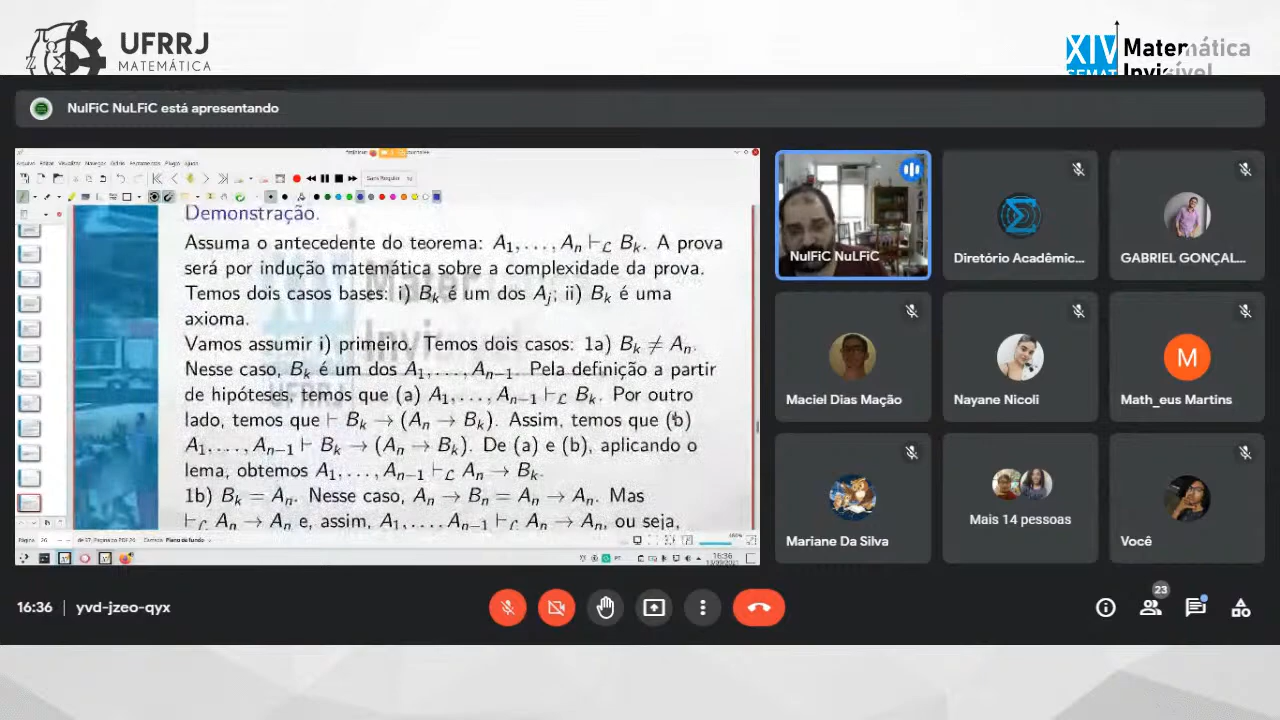 UFRRJ
MATEMÁTICA
XIV Matemática
SEMAT Invisível
NulFiC NuLFiC está apresentando
Demonstração.
Assuma o antecedente do teorema: A₁, . . . , Aₙ ⊢_ℒ Bₖ. A prova
será por indução matemática sobre a complexidade da prova.
Temos dois casos bases: i) Bₖ é um dos Aⱼ; ii) Bₖ é uma
axioma.
Vamos assumir i) primeiro. Temos dois casos: 1a) Bₖ ≠ Aₙ.
Nesse caso, Bₖ é um dos A₁, . . . , Aₙ₋₁. Pela definição a partir
de hipóteses, temos que (a) A₁, . . . , Aₙ₋₁ ⊢_ℒ Bₖ. Por outro
lado, temos que ⊢ Bₖ → (Aₙ → Bₖ). Assim, temos que (b)
A₁, . . . , Aₙ₋₁ ⊢ Bₖ → (Aₙ → Bₖ). De (a) e (b), aplicando o
lema, obtemos A₁, . . . , Aₙ₋₁ ⊢_ℒ Aₙ → Bₖ.
1b) Bₖ = Aₙ. Nesse caso, Aₙ → Bₙ = Aₙ → Aₙ. Mas
⊢_ℒ Aₙ → Aₙ e, assim, A₁, . . . . Aₙ₋₁ ⊢_ℒ Aₙ → Aₙ, ou seja,
16:36
13/09/2021
NulFiC NuLFiC
Diretório Acadêmic...
GABRIEL GONÇAL...
Maciel Dias Mação
Nayane Nicoli
M
Math_eus Martins
Mariane Da Silva
Mais 14 pessoas
Você
16:36 | yvd-jzeo-qyx
23